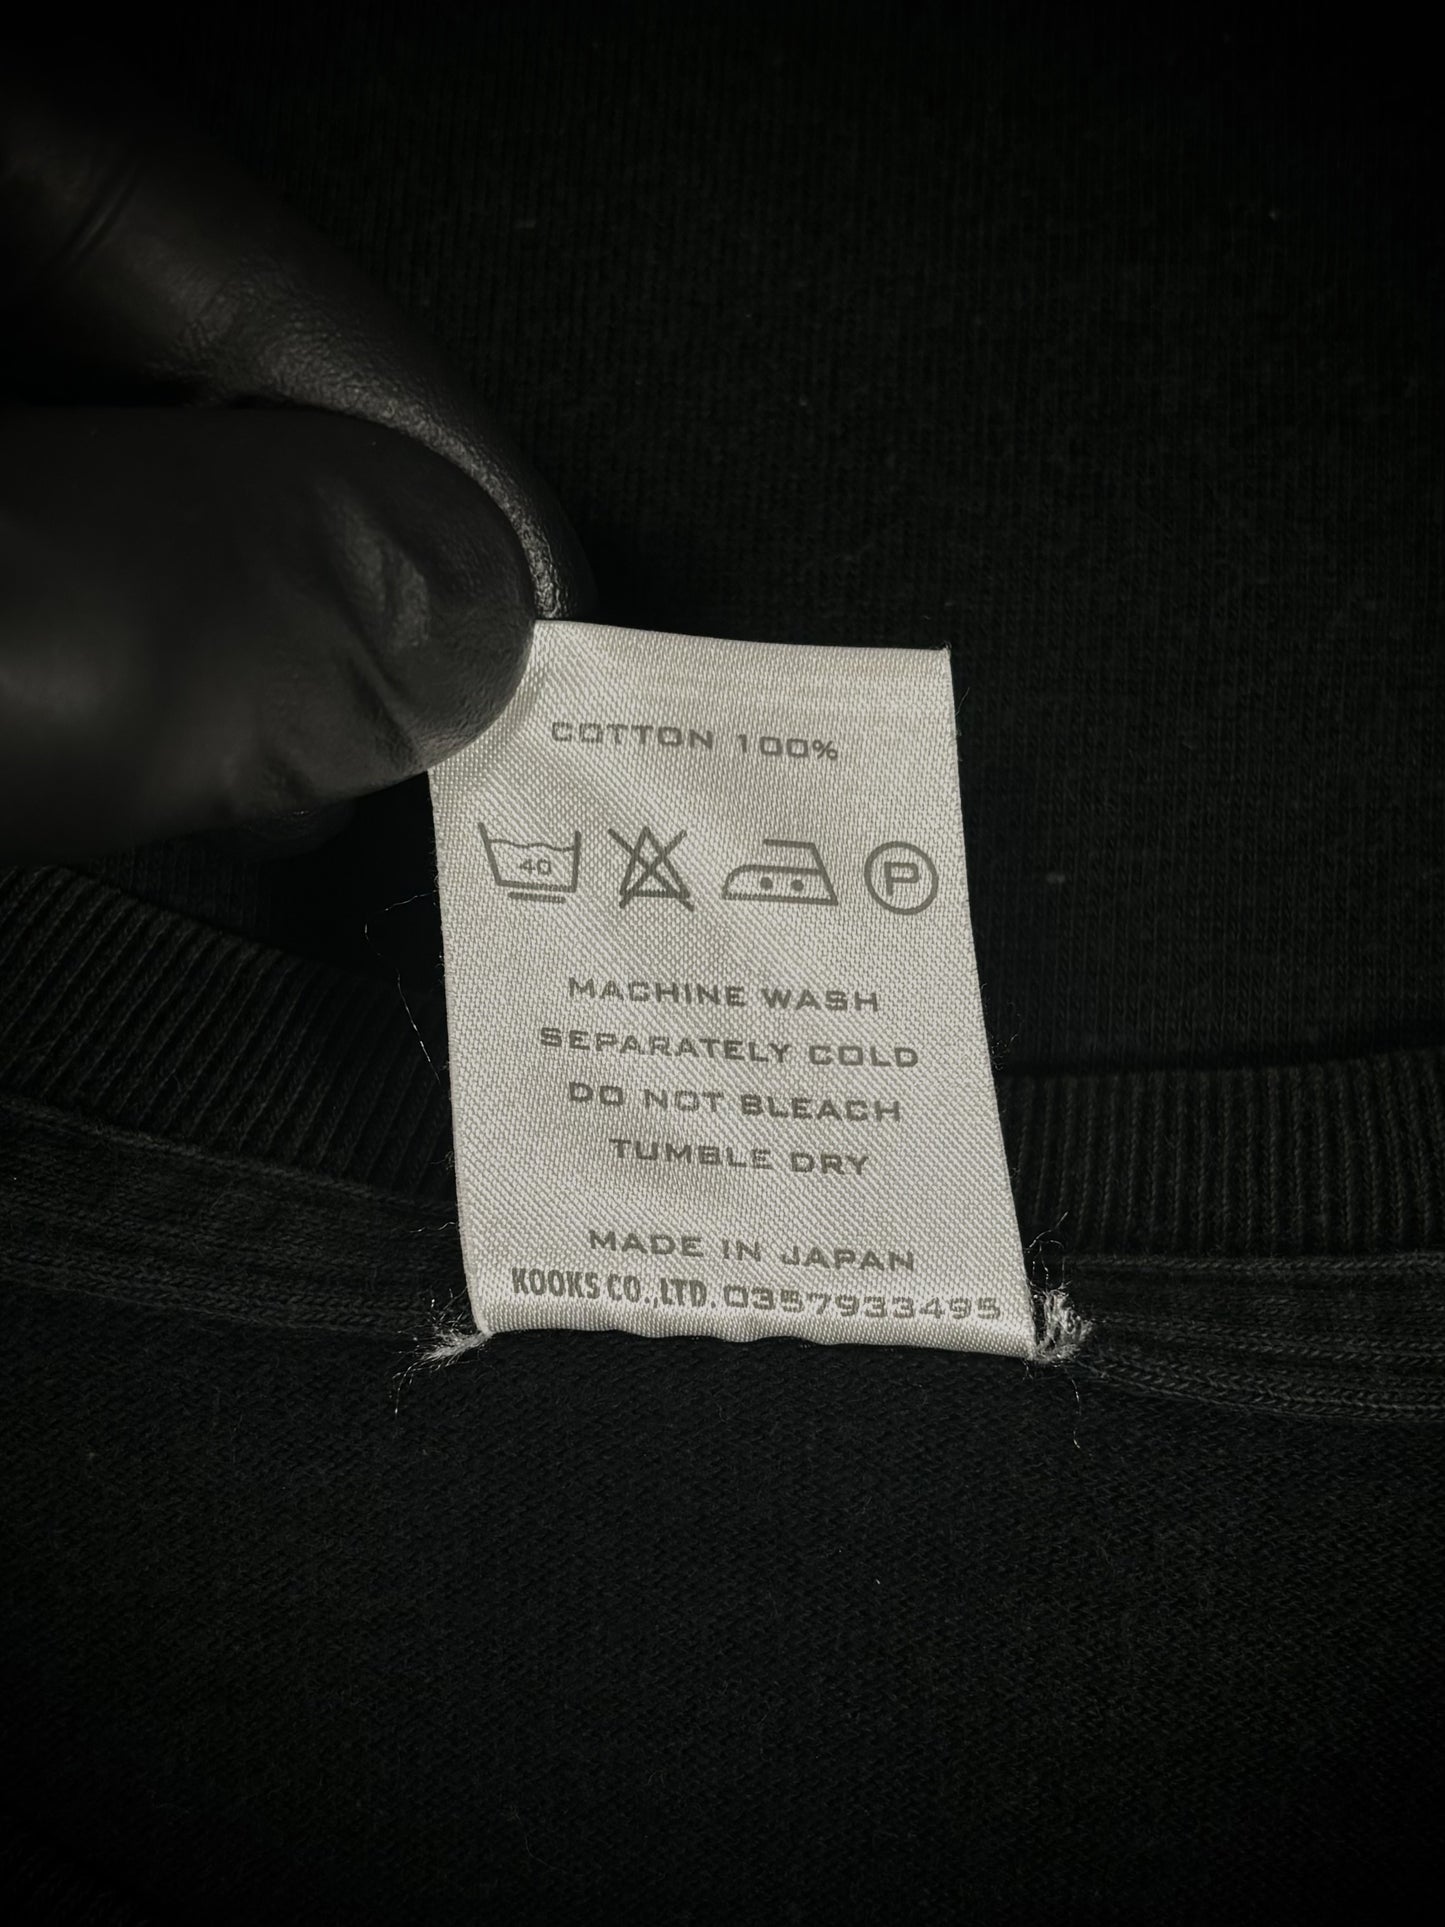 COTTON 100%
40 P
MACHINE WASH
SEPARATELY COLD
DO NOT BLEACH
TUMBLE DRY
MADE IN JAPAN
KOOKS CO.,LTD. 0357933495